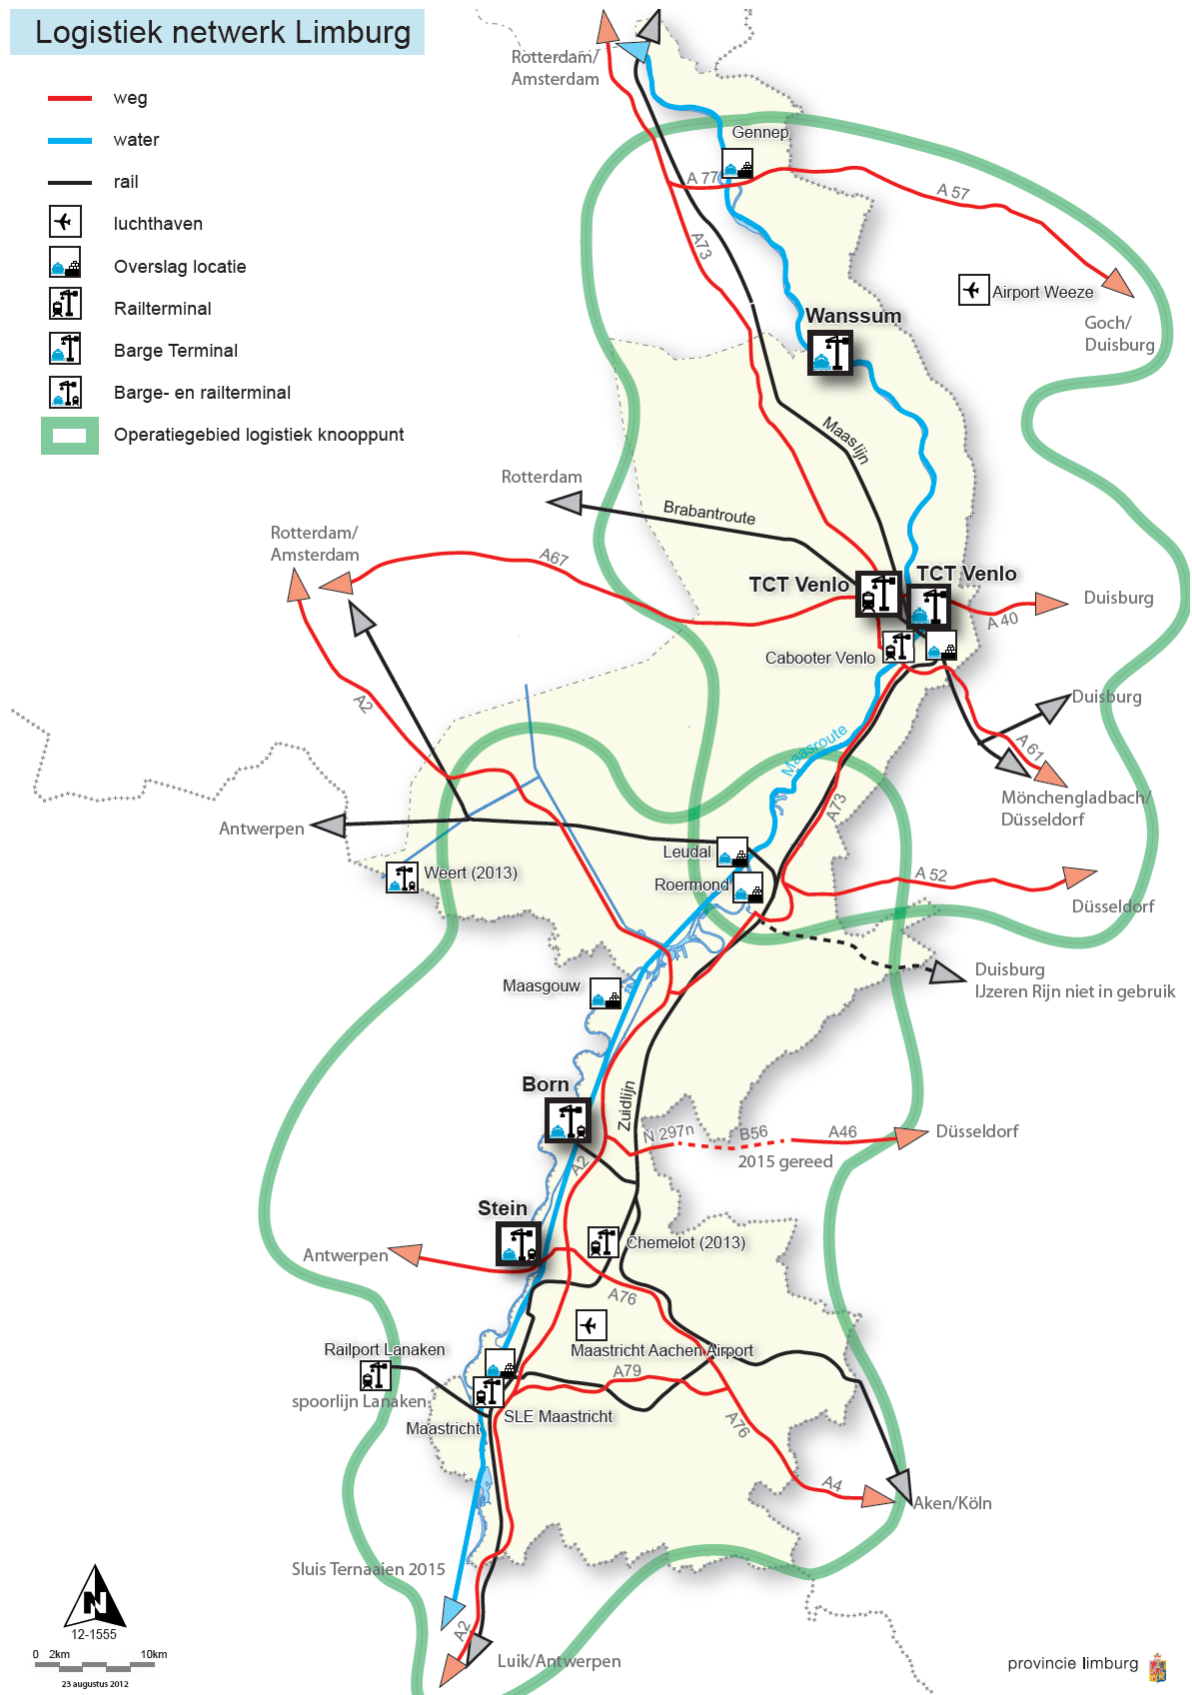 Logistiek netwerk Limburg
weg
water
rail
luchthaven
Overslag locatie
Railterminal
Barge Terminal
Barge- en railterminal
Operatiegebied logistiek knooppunt
Rotterdam/
Amsterdam
Gennep
A 77
A 57
A73
Airport Weeze
Goch/
Duisburg
Wanssum
Maaslijn
Rotterdam
Brabantroute
Rotterdam/
Amsterdam
A67
TCT Venlo
TCT Venlo
Duisburg
A 40
Cabooter Venlo
A2
Duisburg
A 61
Maasroute
A73
Mönchengladbach/
Düsseldorf
Antwerpen
Leudal
Weert (2013)
Roermond
A 52
Düsseldorf
Duisburg
IJzeren Rijn niet in gebruik
Maasgouw
Born
Zuidlijn
N 297n
B56
A46
Düsseldorf
2015 gereed
A2
Stein
Antwerpen
Chemelot (2013)
A76
Maastricht Aachen Airport
Railport Lanaken
A79
spoorlijn Lanaken
SLE Maastricht
Maastricht
A76
A4
Aken/Köln
Sluis Ternaaien 2015
A2
Luik/Antwerpen
N
12-1555
0 2km 10km
23 augustus 2012
provincie limburg